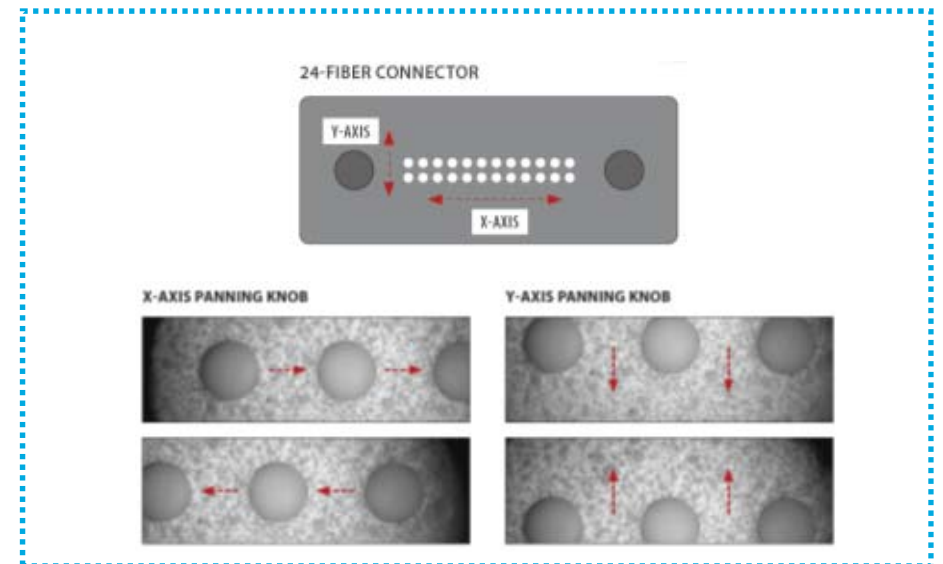 24-FIBER CONNECTOR
Y-AXIS
X-AXIS
X-AXIS PANNING KNOB
Y-AXIS PANNING KNOB